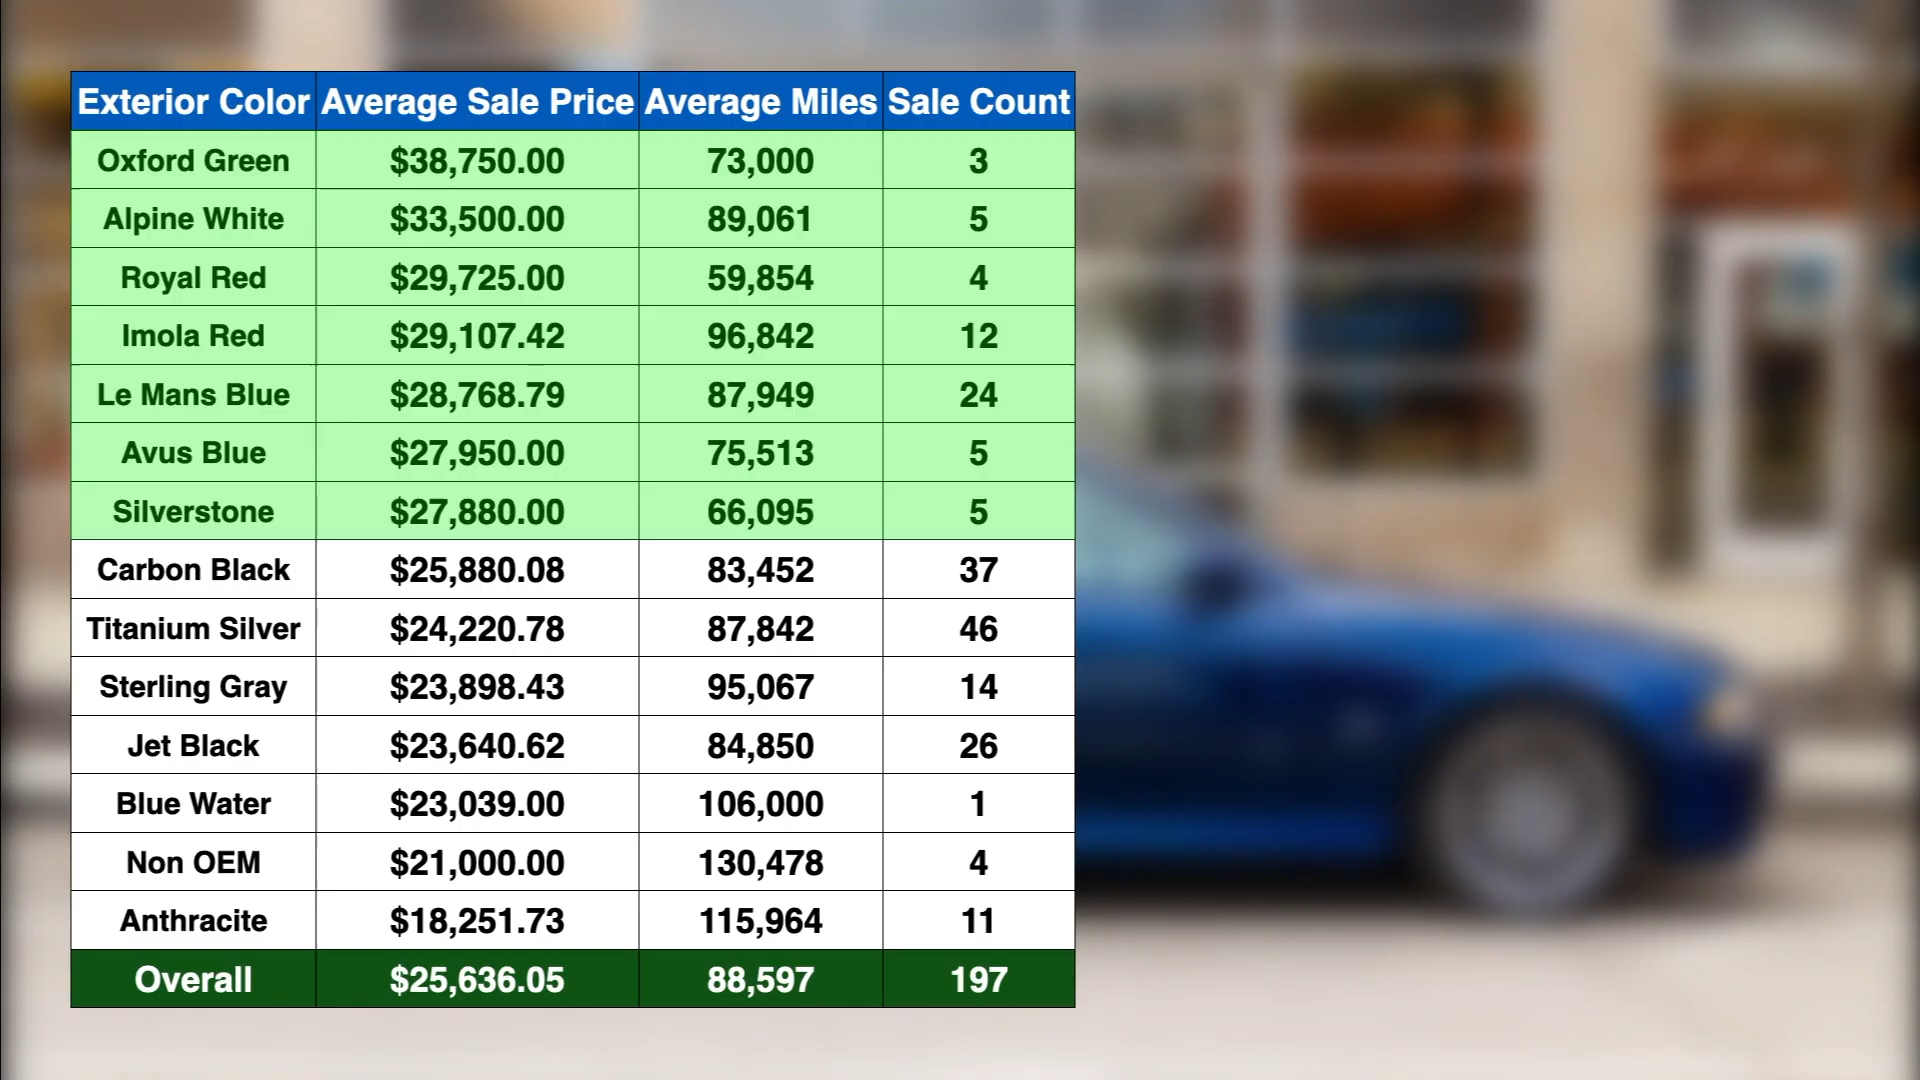 Exterior Color Average Sale Price Average Miles Sale Count
Oxford Green $38,750.00 73,000 3
Alpine White $33,500.00 89,061 5
Royal Red $29,725.00 59,854 4
Imola Red $29,107.42 96,842 12
Le Mans Blue $28,768.79 87,949 24
Avus Blue $27,950.00 75,513 5
Silverstone $27,880.00 66,095 5
Carbon Black $25,880.08 83,452 37
Titanium Silver $24,220.78 87,842 46
Sterling Gray $23,898.43 95,067 14
Jet Black $23,640.62 84,850 26
Blue Water $23,039.00 106,000 1
Non OEM $21,000.00 130,478 4
Anthracite $18,251.73 115,964 11
Overall $25,636.05 88,597 197